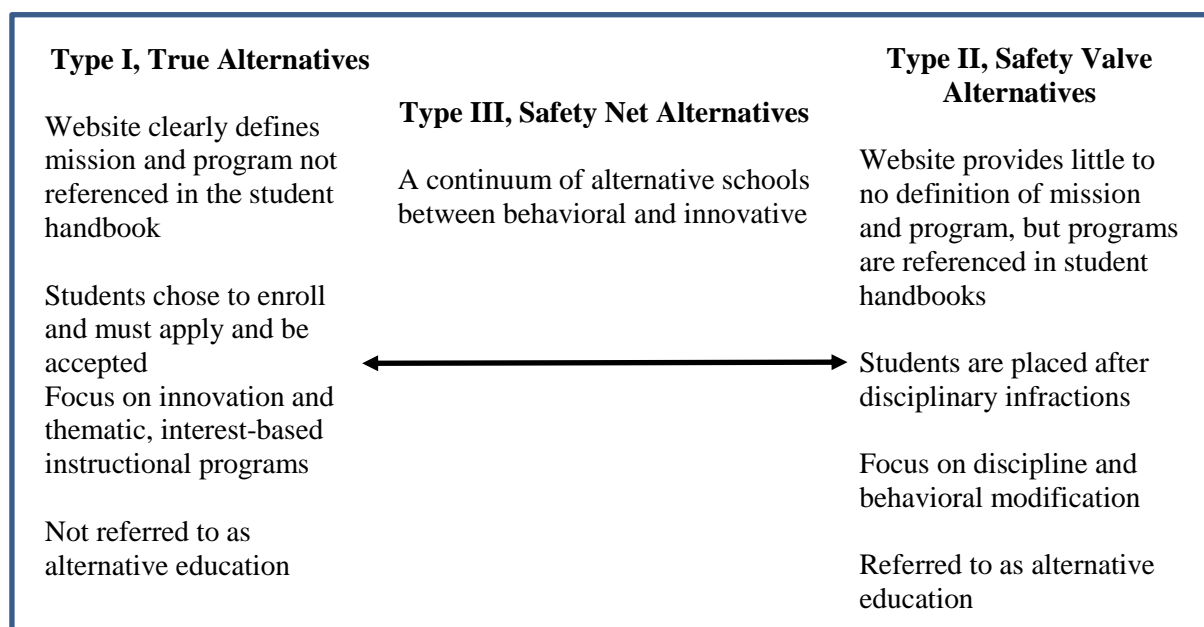 Type I, True Alternatives
Website clearly defines
mission and program not
referenced in the student
handbook
Students chose to enroll
and must apply and be
accepted
Focus on innovation and
thematic, interest-based
instructional programs
Not referred to as
alternative education
Type III, Safety Net Alternatives
A continuum of alternative schools
between behavioral and innovative
Type II, Safety Valve
Alternatives
Website provides little to
no definition of mission
and program, but programs
are referenced in student
handbooks
Students are placed after
disciplinary infractions
Focus on discipline and
behavioral modification
Referred to as alternative
education